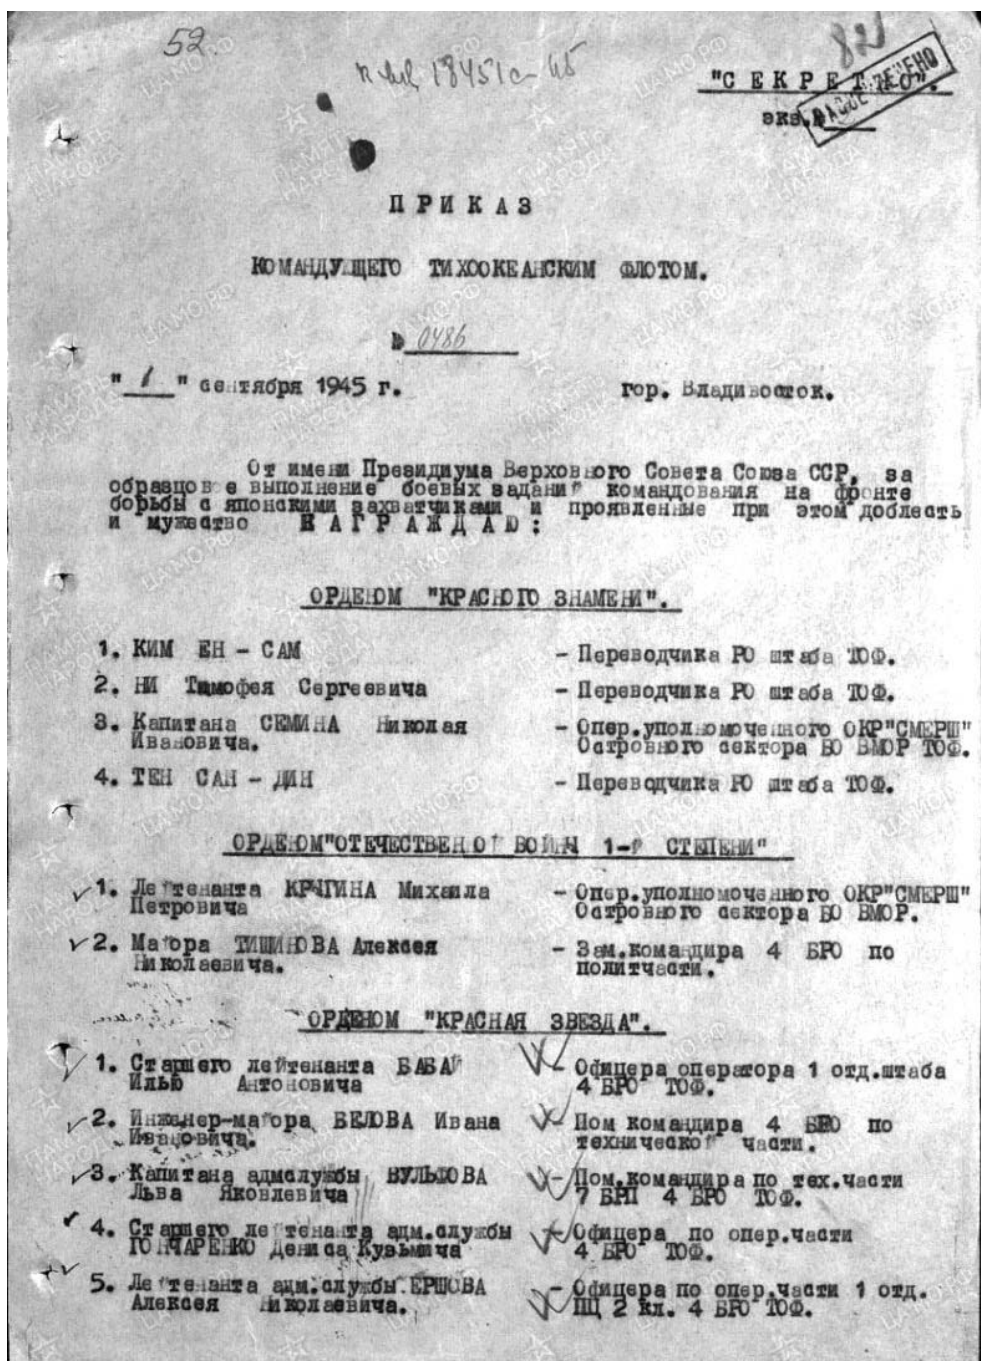 52.
18451с-45
"СЕКРЕТНО".
экз.№
РАССЕКРЕЧЕНО
ПРИКАЗ
КОМАНДУЮЩЕГО ТИХООКЕАНСКИМ ФЛОТОМ.
№ 0486
"1" сентября 1945 г. гор. Владивосток.
От имени Президиума Верховного Совета Союза ССР, за
образцовое выполнение боевых заданий командования на фронте
борьбы с японскими захватчиками и проявленные при этом доблесть
и мужество НАГРАЖДАЮ:
ОРДЕНОМ "КРАСНОГО ЗНАМЕНИ".
1. КИМ ЕН - САМ - Переводчика РО штаба ТОФ.
2. НИ Тимофея Сергеевича - Переводчика РО штаба ТОФ.
3. Капитана СЕМИНА Николая - Опер.уполномоченного ОКР"СМЕРШ"
Ивановича. Островного сектора БО ВМОР ТОФ.
4. ТЕН САН - ДИН - Переводчика РО штаба ТОФ.
ОРДЕНОМ"ОТЕЧЕСТВЕННОЙ ВОЙНЫ 1-й СТЕПЕНИ"
1. Лейтенанта КРЫГИНА Михаила - Опер.уполномоченного ОКР"СМЕРШ"
Петровича Островного сектора БО ВМОР.
2. Майора ТИШИНОВА Алексея - Зам.командира 4 БРО по
Николаевича. политчасти.
ОРДЕНОМ "КРАСНАЯ ЗВЕЗДА".
1. Старшего лейтенанта БАБАЙ - Офицера оператора 1 отд.штаба
Илью Антоновича 4 БРО ТОФ.
2. Инженер-майора БЕЛОВА Ивана - Пом командира 4 БРО по
Ивановича. технической части.
3. Капитана адмслужбы ВУЛЬФОВА - Пом.командира по тех.части
Льва Яковлевича 7 БРП 4 БРО ТОФ.
4. Старшего лейтенанта адм.службы - Офицера по опер.части
ГОНЧАРЕНКО Дениса Кузьмича 4 БРО ТОФ.
5. Лейтенанта адм.службы ЕРШОВА - Офицера по опер.части 1 отд.
Алексея Николаевича. ПЦ 2 кл. 4 БРО ТОФ.